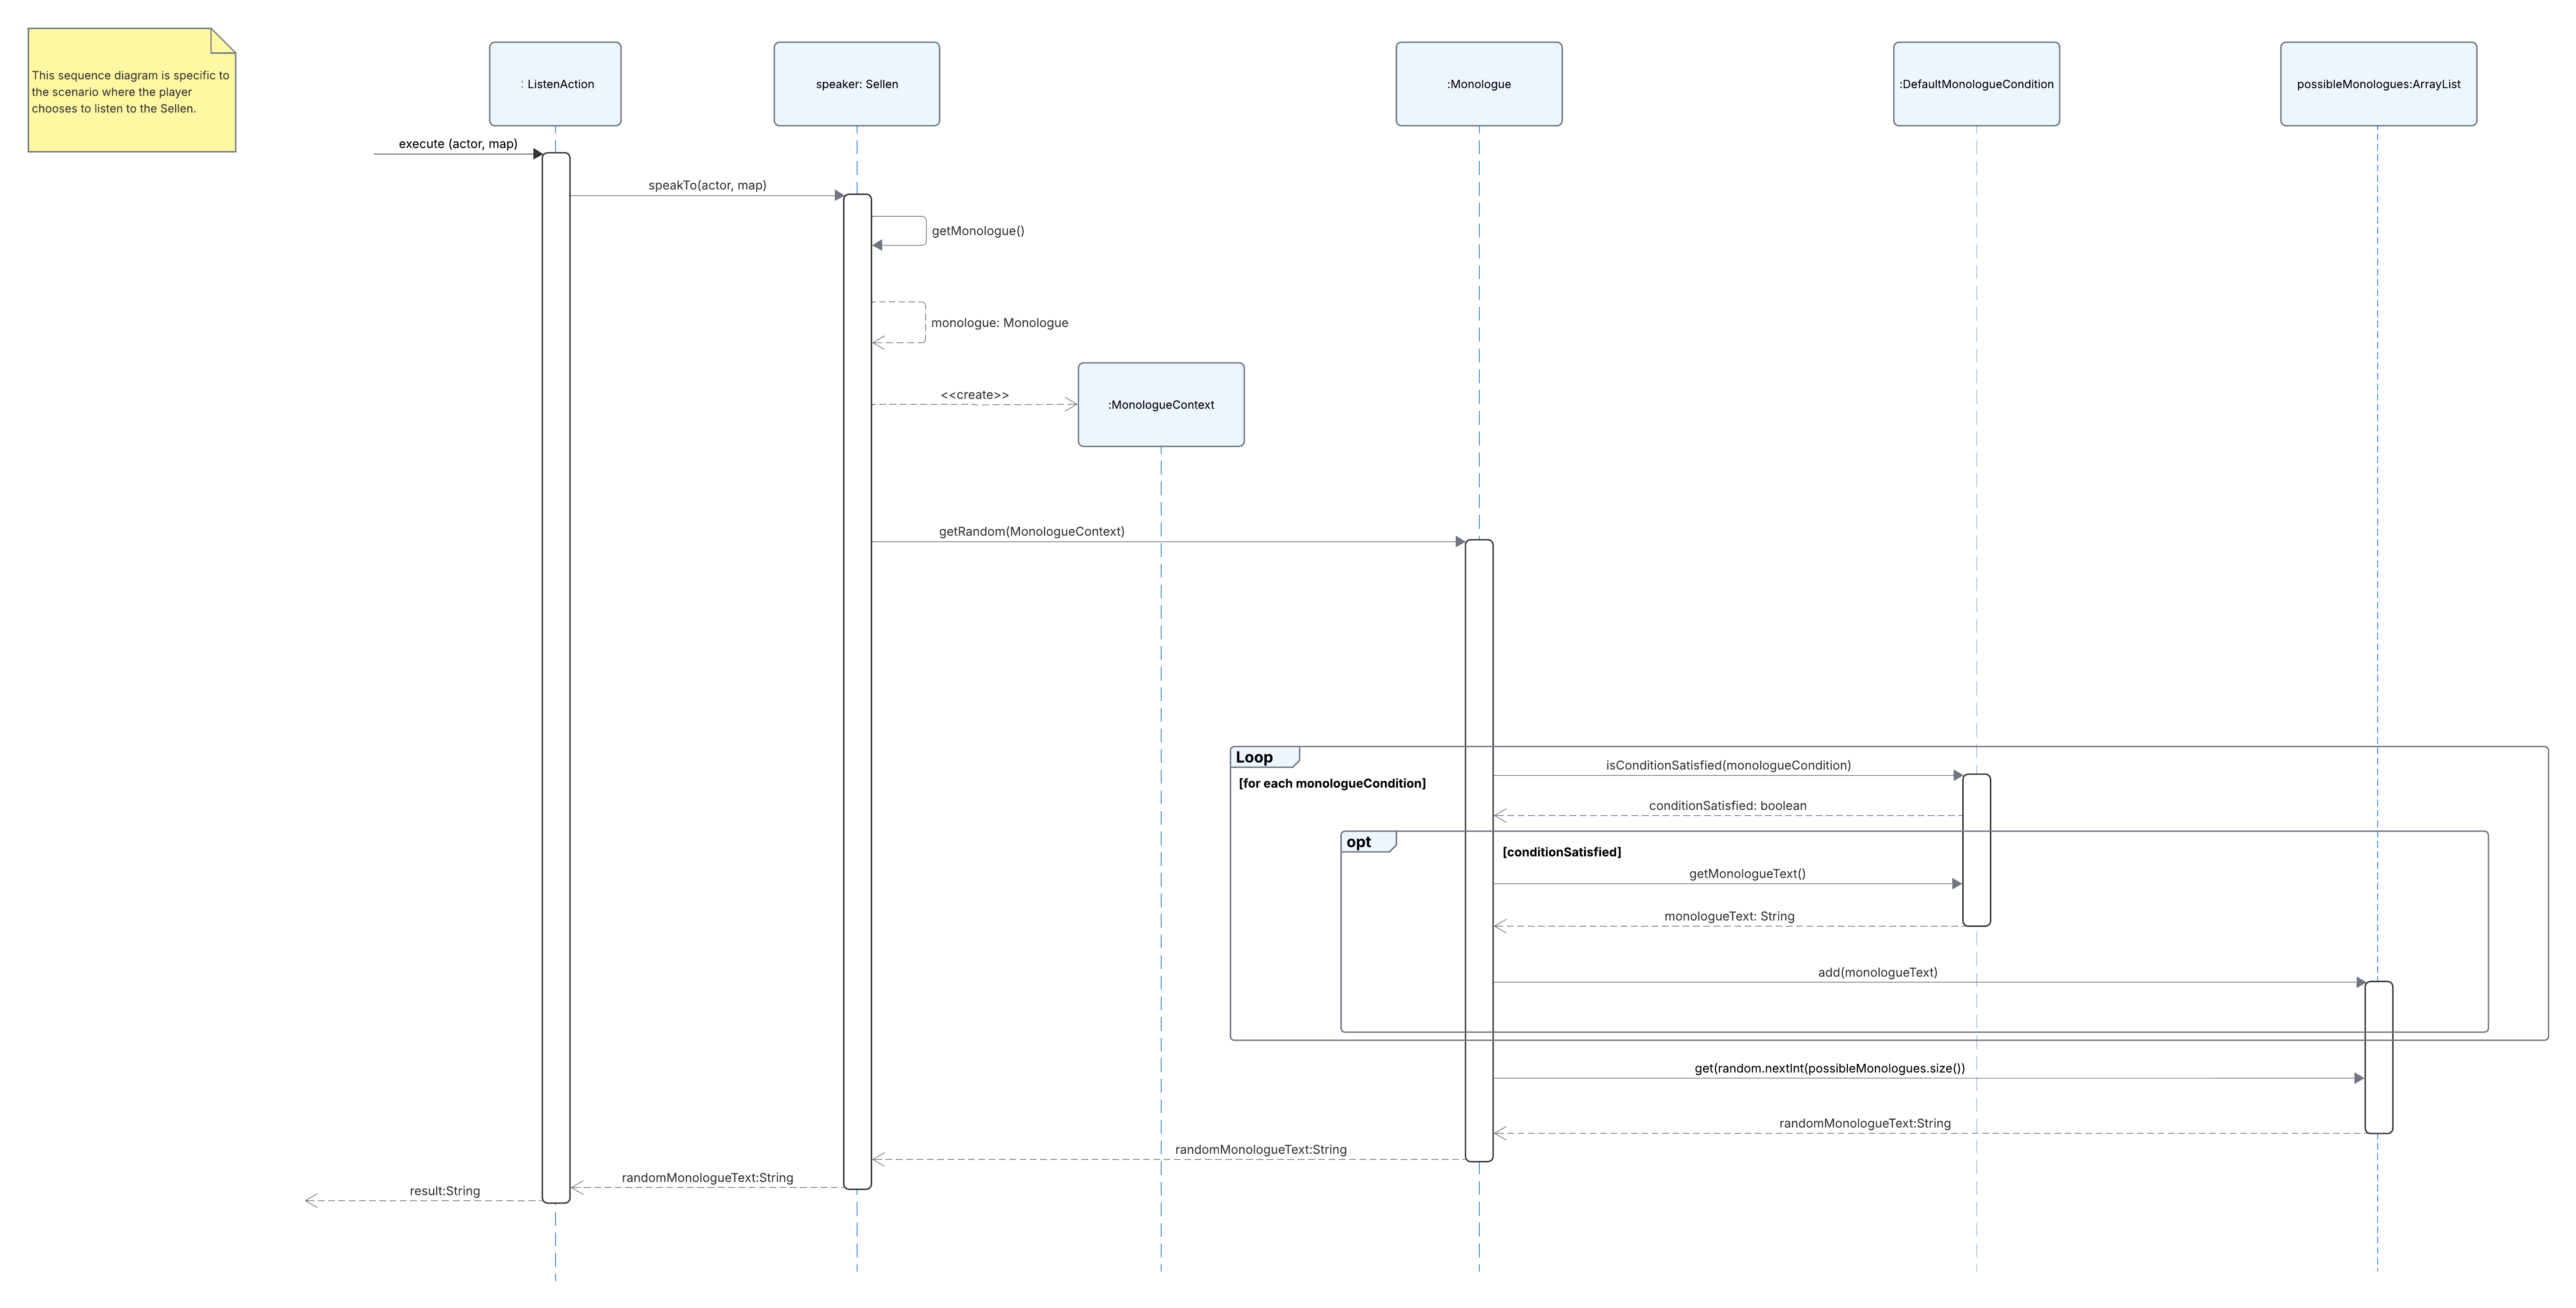 This sequence diagram is specific to
the scenario where the player
chooses to listen to the Sellen.
: ListenAction
speaker: Sellen
:Monologue
:DefaultMonologueCondition
possibleMonologues:ArrayList
execute (actor, map)
speakTo(actor, map)
getMonologue()
monologue: Monologue
<<create>>
:MonologueContext
getRandom(MonologueContext)
Loop
[for each monologueCondition]
isConditionSatisfied(monologueCondition)
conditionSatisfied: boolean
opt
[conditionSatisfied]
getMonologueText()
monologueText: String
add(monologueText)
get(random.nextInt(possibleMonologues.size())
randomMonologueText:String
randomMonologueText:String
randomMonologueText:String
result:String